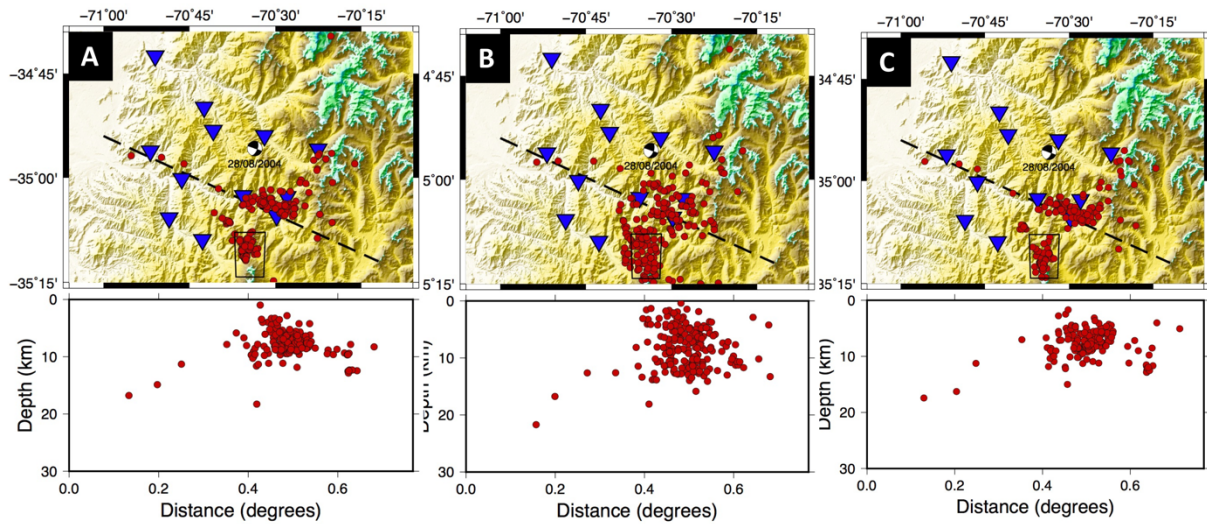 −71°00' −70°45' −70°30' −70°15' −71°00' −70°45' −70°30' −70°15' −71°00' −70°45' −70°30' −70°15'
A B C
−34°45' 4°45' 34°45'
28/08/2004 28/08/2004 28/08/2004
−35°00' 5°00' 35°00'
−35°15' 5°15' 35°15'
0 0 0
10 10 10
20 20 20
30 30 30
Depth (km) Depth (km) Depth (km)
0.0 0.2 0.4 0.6 0.0 0.2 0.4 0.6 0.0 0.2 0.4 0.6
Distance (degrees) Distance (degrees) Distance (degrees)